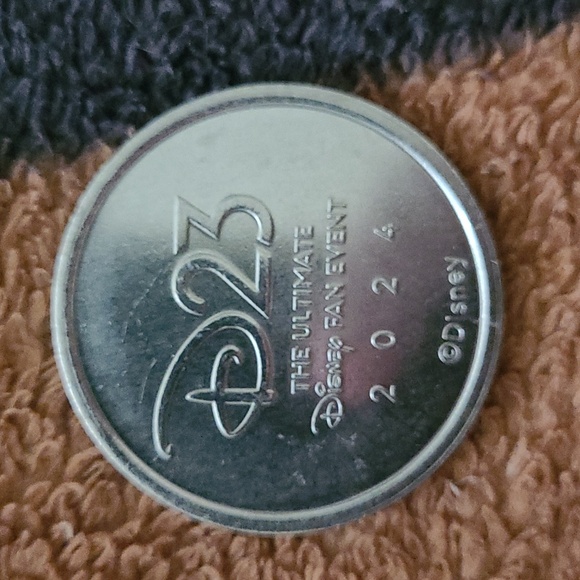 D23
THE ULTIMATE
Disney FAN EVENT
2024
©Disney